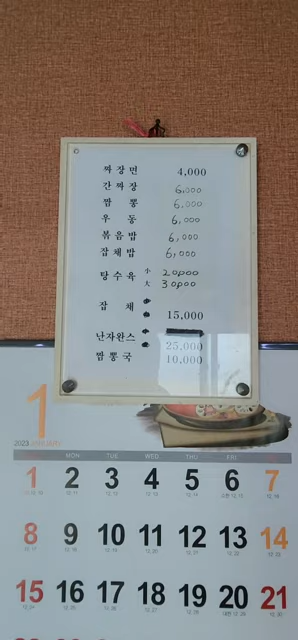 짜장면 4,000
간짜장 6,000
짬뽕 6,000
우동 6,000
볶음밥 6,000
잡채밥 6,000
탕수육 小 20000
大 30000
잡채 15,000
난자완스 25,000
짬뽕국 10,000
1
2023 JANUARY
MON TUE WED THU FRI
1 2 3 4 5 6 7
8 9 10 11 12 13 14
15 16 17 18 19 20 21